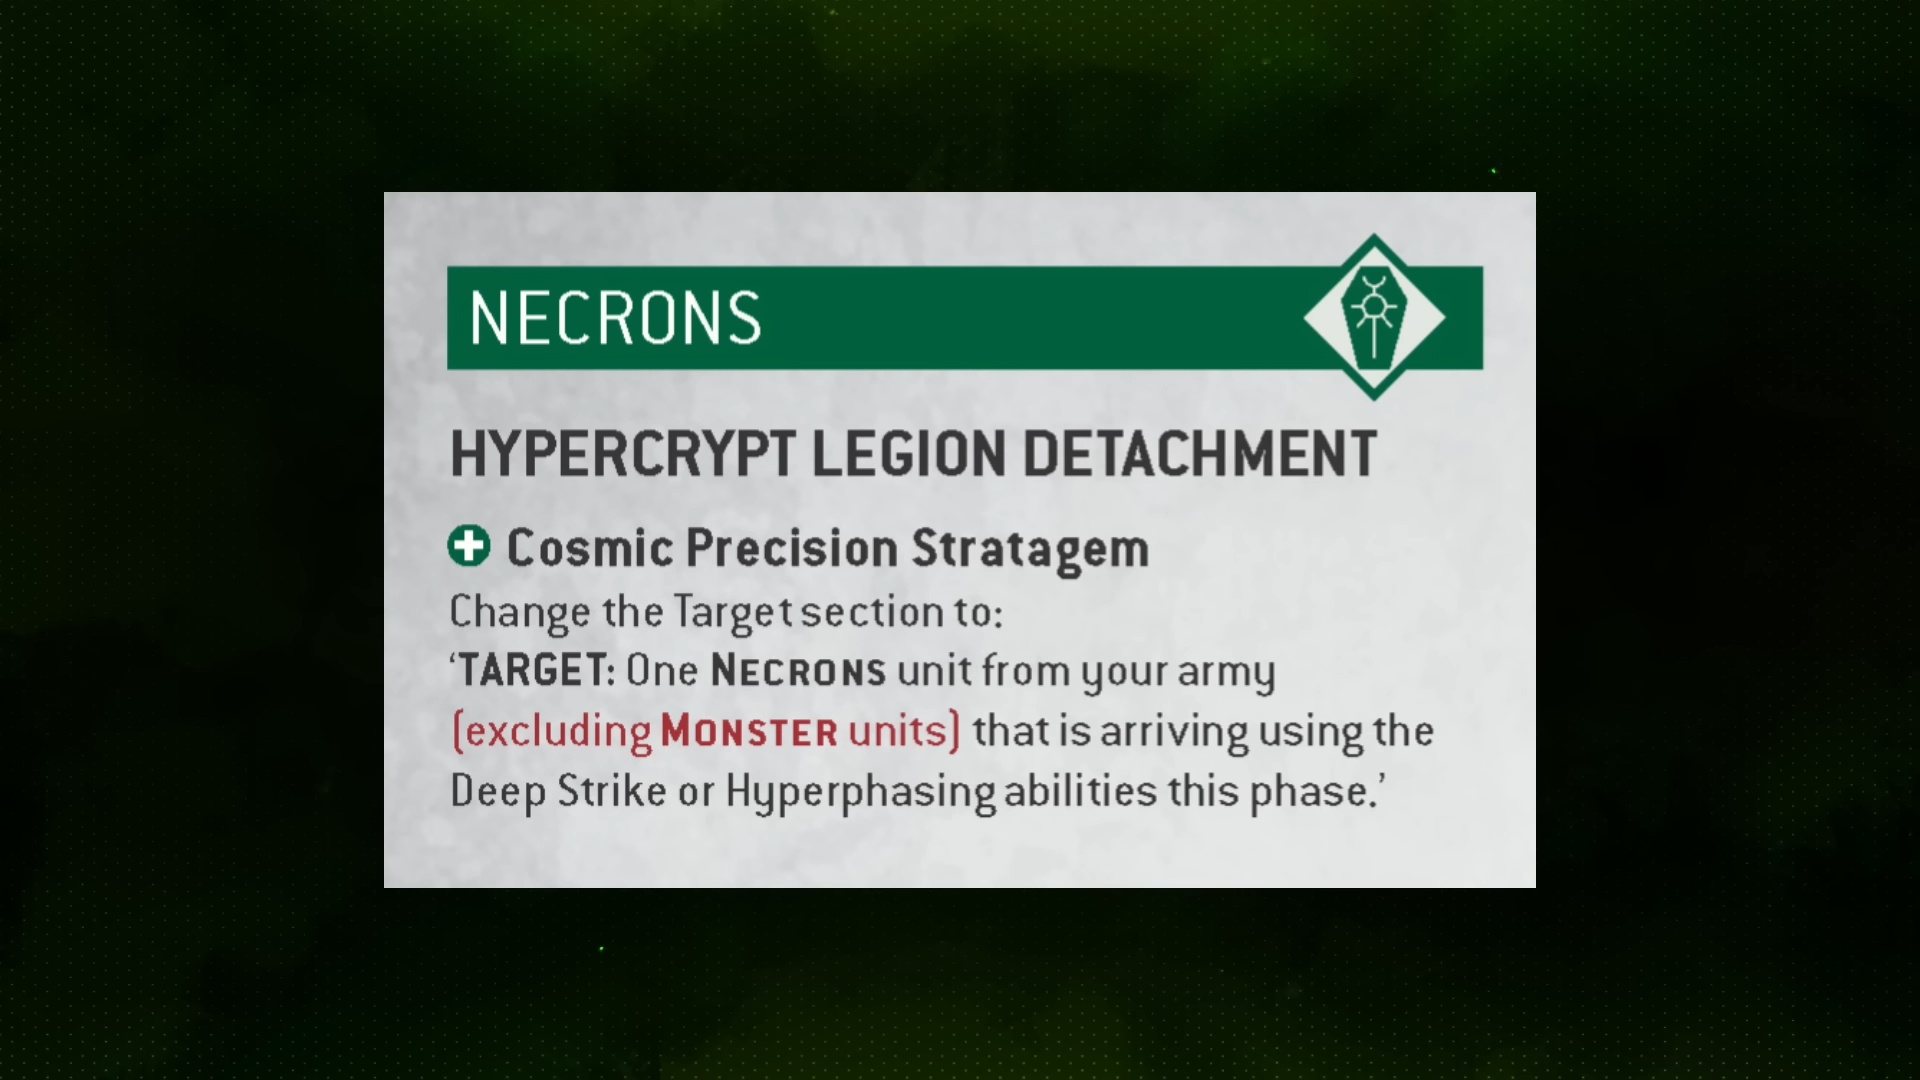 NECRONS
HYPERCRYPT LEGION DETACHMENT
Cosmic Precision Stratagem
Change the Target section to:
‘TARGET: One NECRONS unit from your army
(excluding MONSTER units) that is arriving using the
Deep Strike or Hyperphasing abilities this phase.’